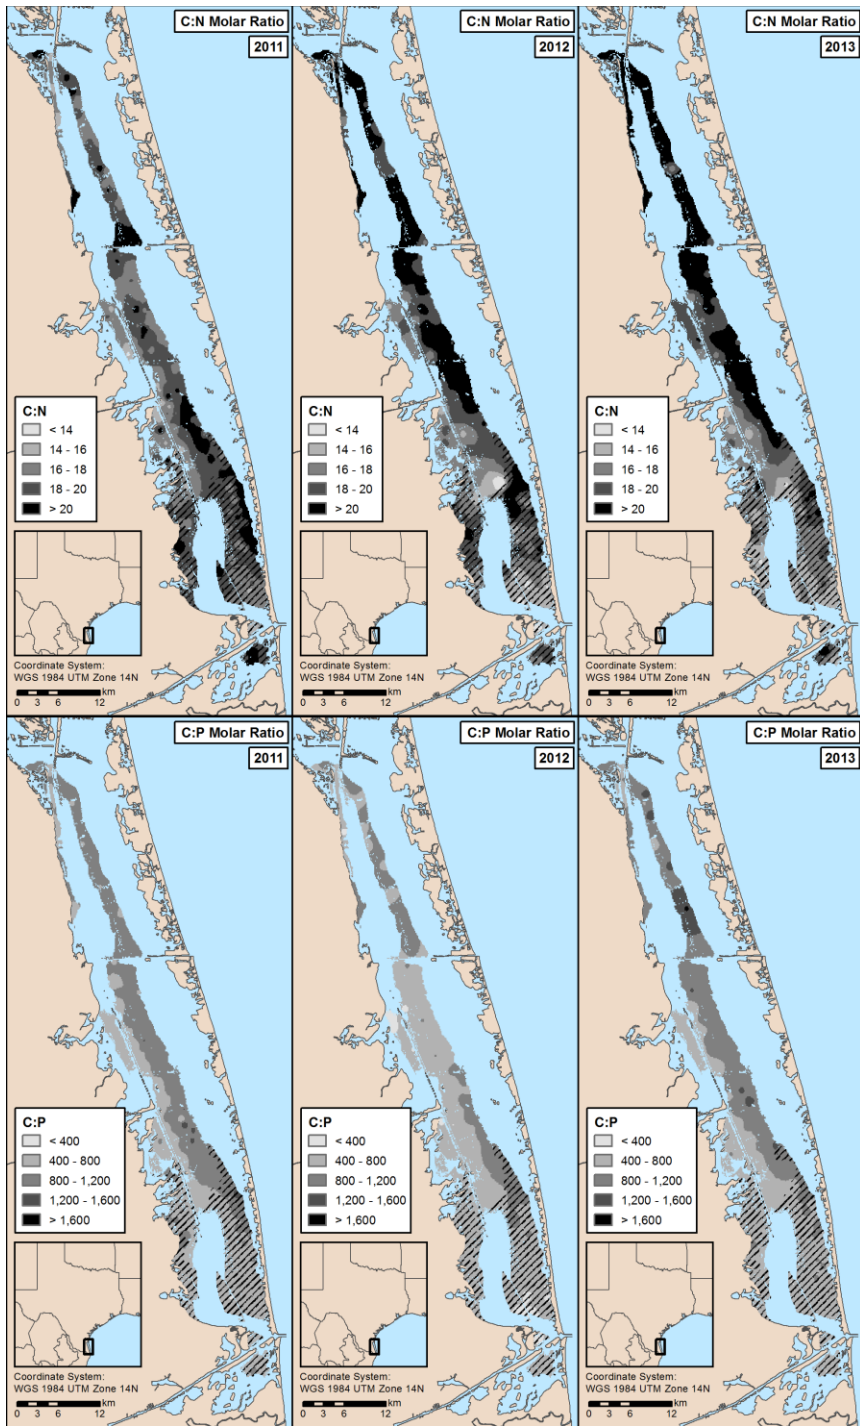 C:N Molar Ratio
2011
C:N
< 14
14 - 16
16 - 18
18 - 20
> 20
Coordinate System:
WGS 1984 UTM Zone 14N
km
0 3 6 12
C:N Molar Ratio
2012
C:N
< 14
14 - 16
16 - 18
18 - 20
> 20
Coordinate System:
WGS 1984 UTM Zone 14N
km
0 3 6 12
C:N Molar Ratio
2013
C:N
< 14
14 - 16
16 - 18
18 - 20
> 20
Coordinate System:
WGS 1984 UTM Zone 14N
km
0 3 6 12
C:P Molar Ratio
2011
C:P
< 400
400 - 800
800 - 1,200
1,200 - 1,600
> 1,600
Coordinate System:
WGS 1984 UTM Zone 14N
km
0 3 6 12
C:P Molar Ratio
2012
C:P
< 400
400 - 800
800 - 1,200
1,200 - 1,600
> 1,600
Coordinate System:
WGS 1984 UTM Zone 14N
km
0 3 6 12
C:P Molar Ratio
2013
C:P
< 400
400 - 800
800 - 1,200
1,200 - 1,600
> 1,600
Coordinate System:
WGS 1984 UTM Zone 14N
km
0 3 6 12